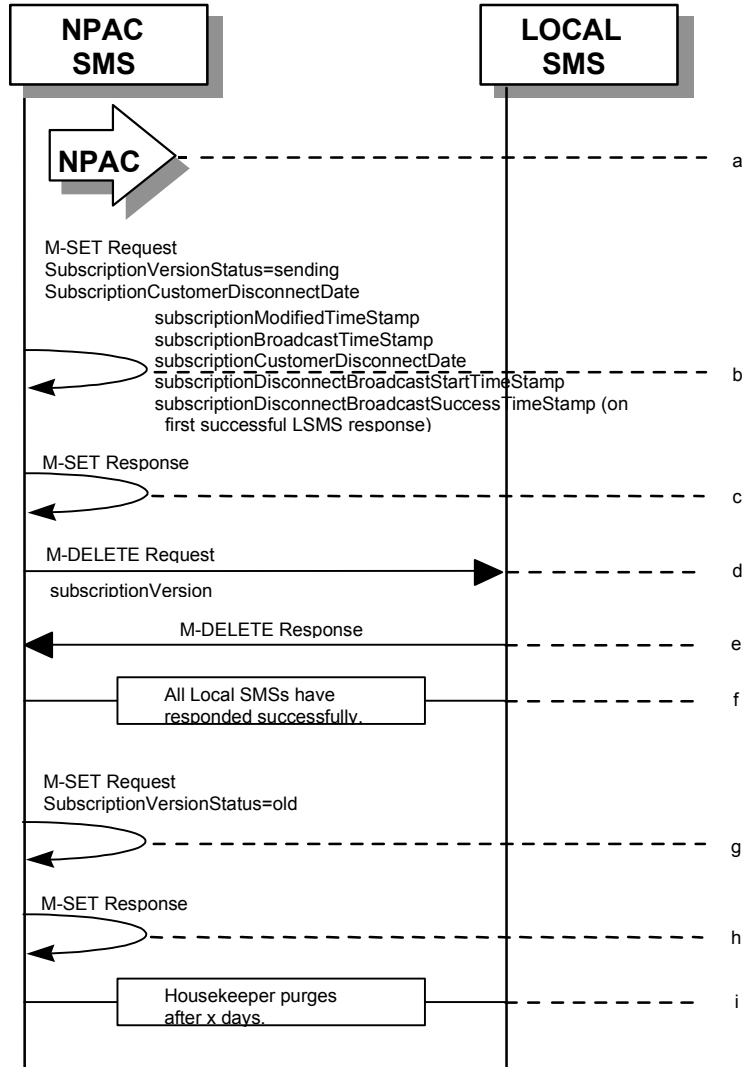 NPAC
SMS
LOCAL
SMS
NPAC
a
M-SET Request
SubscriptionVersionStatus=sending
SubscriptionCustomerDisconnectDate
subscriptionModifiedTimeStamp
subscriptionBroadcastTimeStamp
subscriptionCustomerDisconnectDate
subscriptionDisconnectBroadcastStartTimeStamp
subscriptionDisconnectBroadcastSuccessTimeStamp (on
first successful LSMS response)
b
M-SET Response
c
M-DELETE Request
subscriptionVersion
d
M-DELETE Response
e
All Local SMSs have
responded successfully.
f
M-SET Request
SubscriptionVersionStatus=old
g
M-SET Response
h
Housekeeper purges
after x days.
i